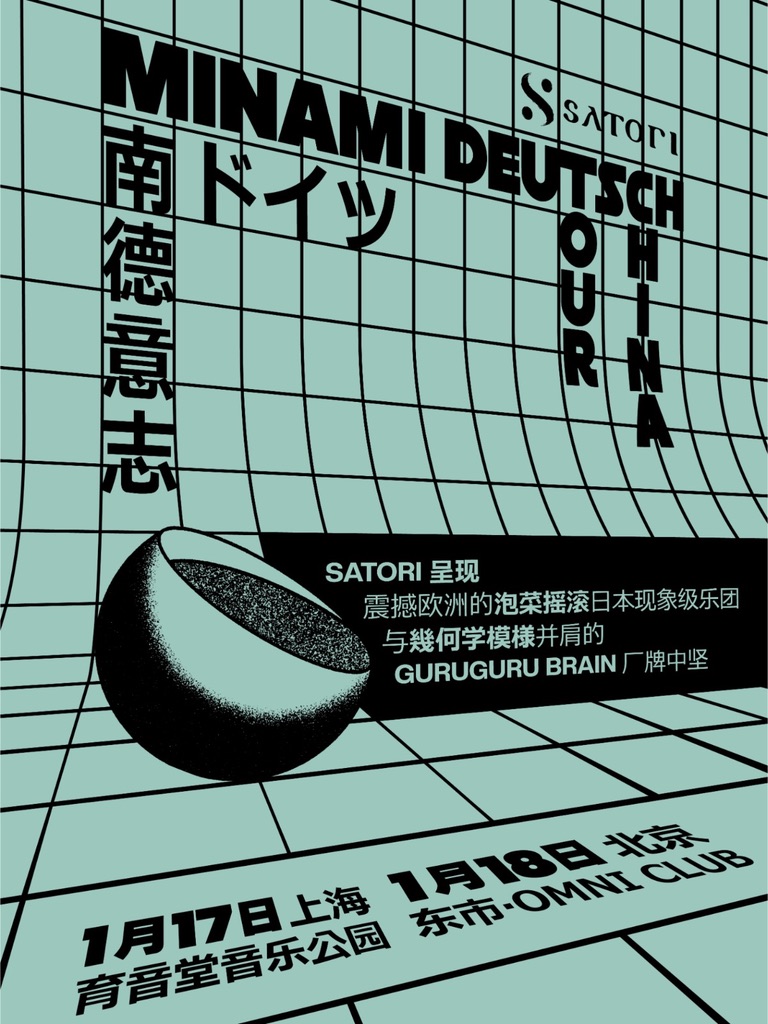 MINAMI DEUTSCH
SATORI
南ドイツ
南德意志
TOUR
CHINA
SATORI 呈现
震撼欧洲的泡菜摇滚日本现象级乐团
与幾何学模様并肩的
GURUGURU BRAIN 厂牌中坚
1月17日上海
育音堂音乐公园
1月18日 北京
东市·OMNI CLUB